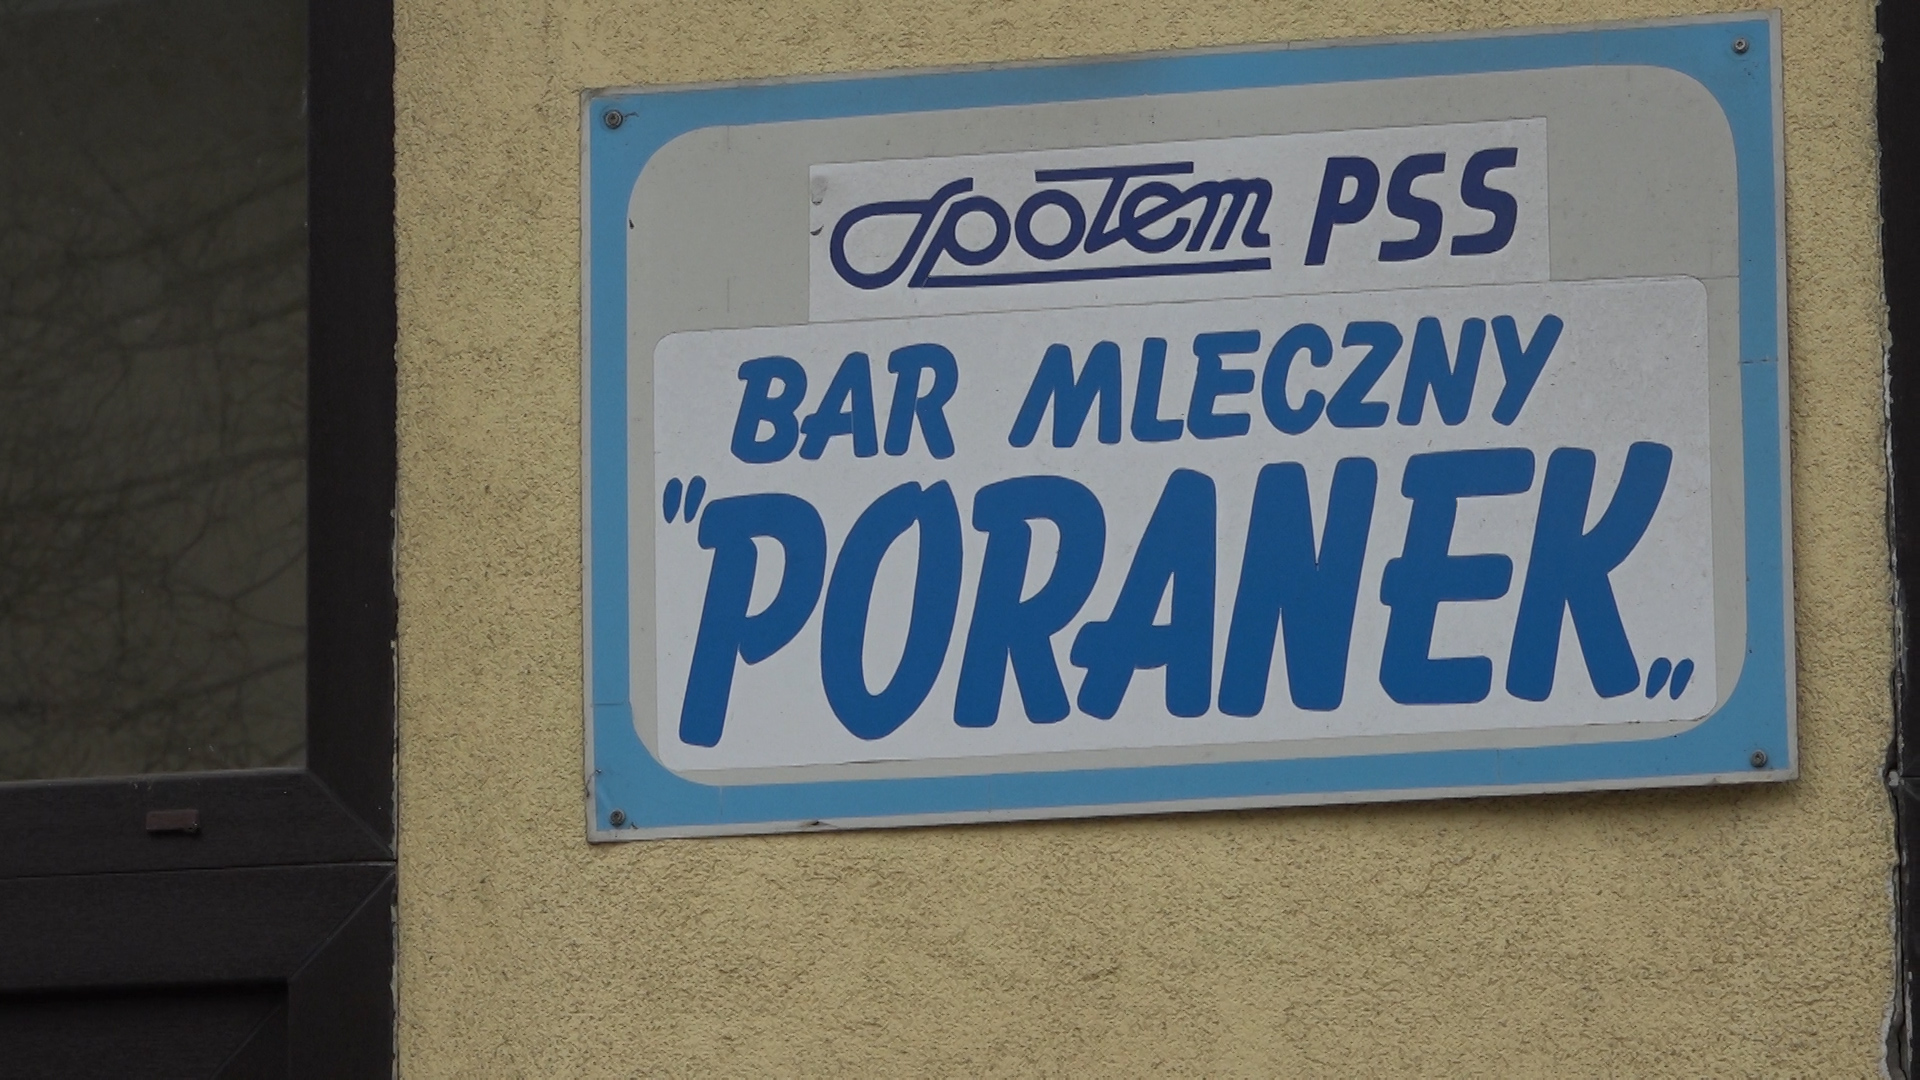 Społem PSS
BAR MLECZNY
"PORANEK„